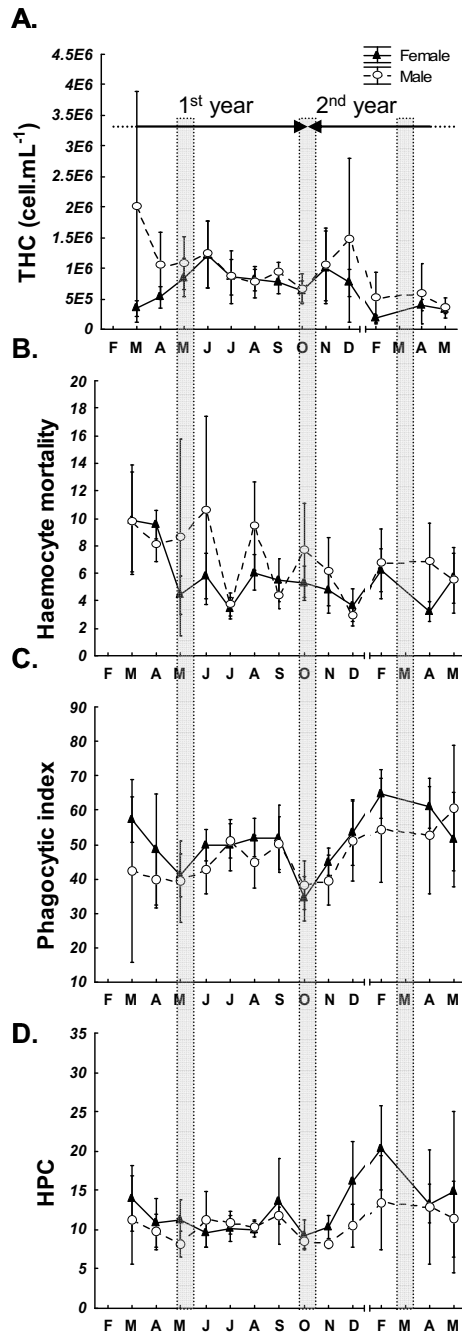 A.
4.5E6
4E6
3.5E6
3E6
2.5E6
2E6
1.5E6
1E6
5E5
0
THC (cell.mL-1)
Female
Male
1st year
2nd year
F M A M J J A S O N D F M A M
B.
20
18
16
14
12
10
8
6
4
2
0
Haemocyte mortality
F M A M J J A S O N D F M A M
C.
90
80
70
60
50
40
30
20
10
Phagocytic index
F M A M J J A S O N D F M A M
D.
35
30
25
20
15
10
5
0
HPC
F M A M J J A S O N D F M A M